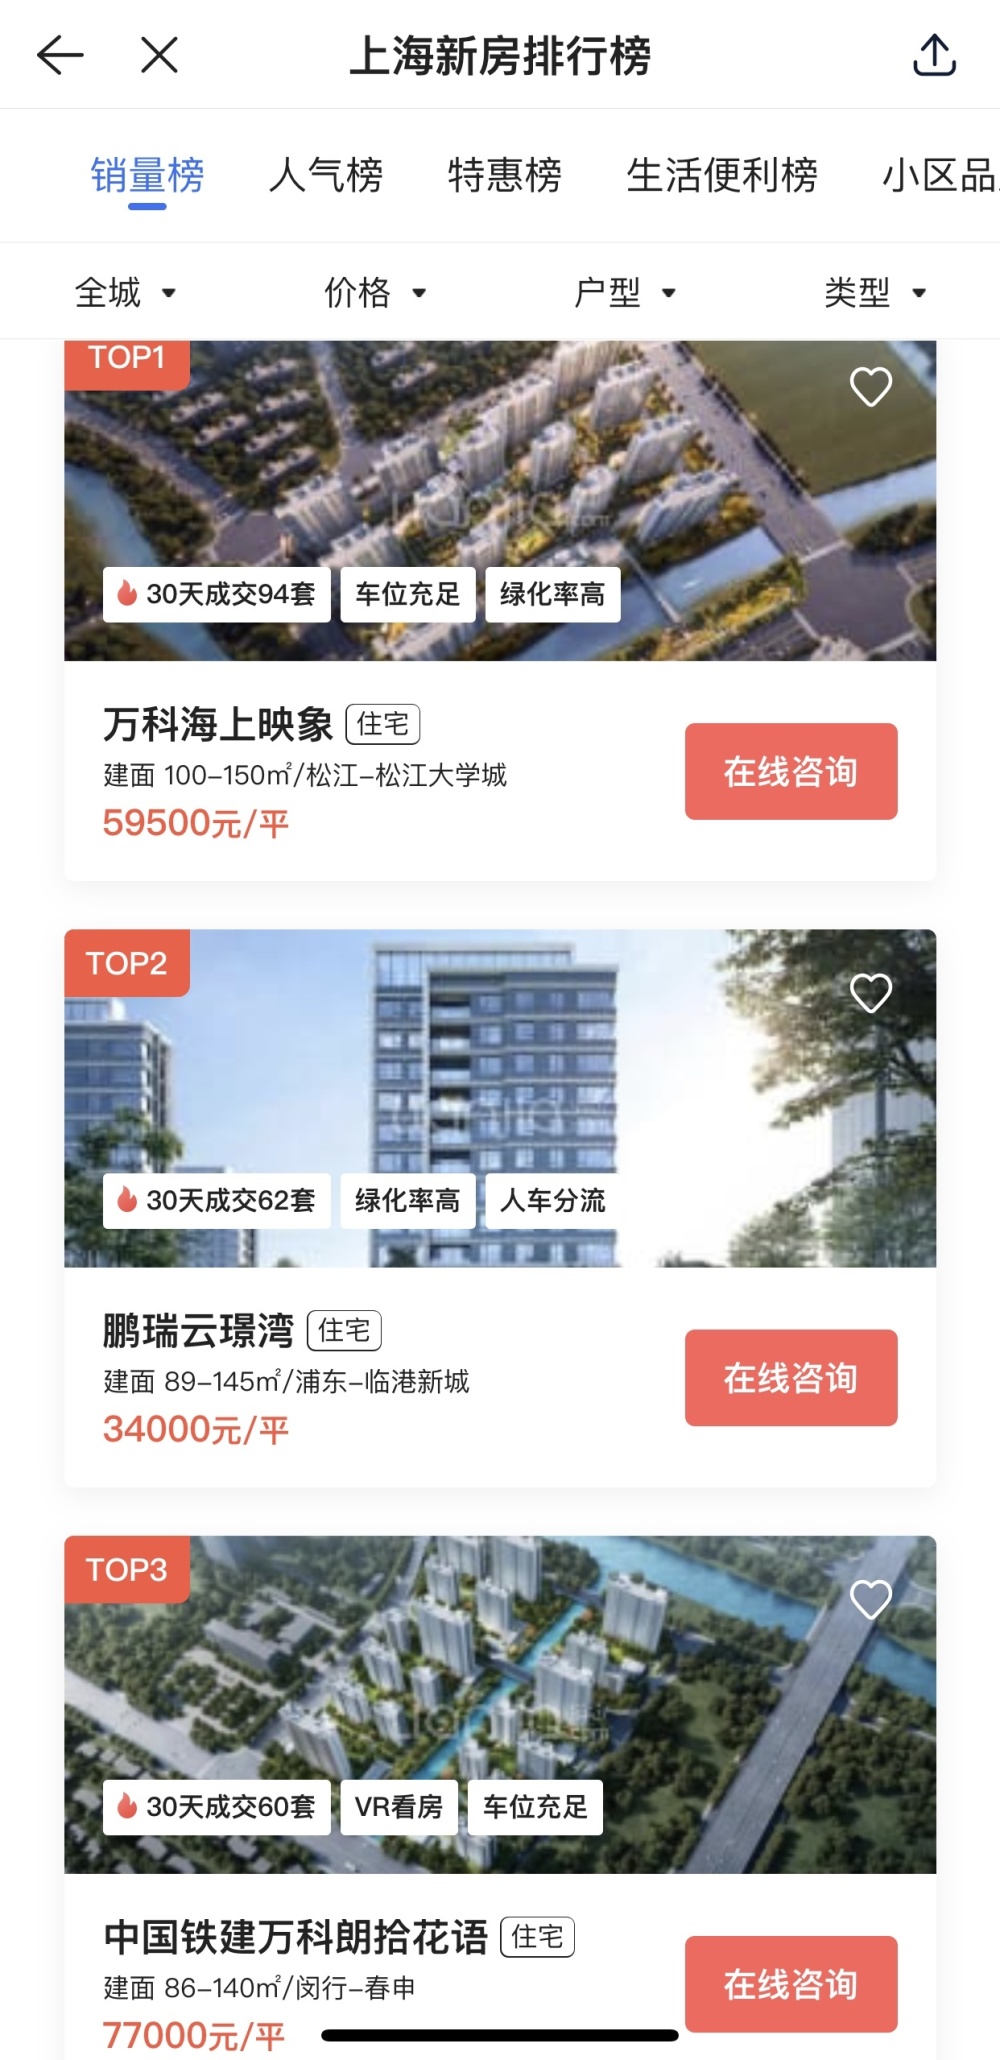 上海新房排行榜
销量榜 人气榜 特惠榜 生活便利榜 小区品
全城 价格 户型 类型
TOP1
30天成交94套 车位充足 绿化率高
万科海上映象 住宅
建面 100-150㎡/松江-松江大学城
59500元/平
在线咨询
TOP2
30天成交62套 绿化率高 人车分流
鹏瑞云璟湾 住宅
建面 89-145㎡/浦东-临港新城
34000元/平
在线咨询
TOP3
30天成交60套 VR看房 车位充足
中国铁建万科朗拾花语 住宅
建面 86-140㎡/闵行-春申
77000元/平
在线咨询